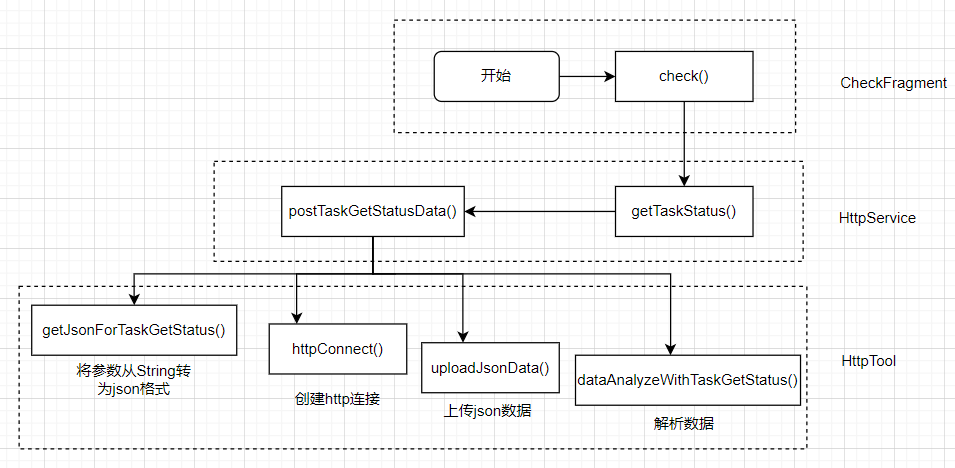 开始
check()
CheckFragment
postTaskGetStatusData()
getTaskStatus()
HttpService
getJsonForTaskGetStatus()
将参数从String转
为json格式
httpConnect()
创建http连接
uploadJsonData()
上传json数据
dataAnalyzeWithTaskGetStatus()
解析数据
HttpTool